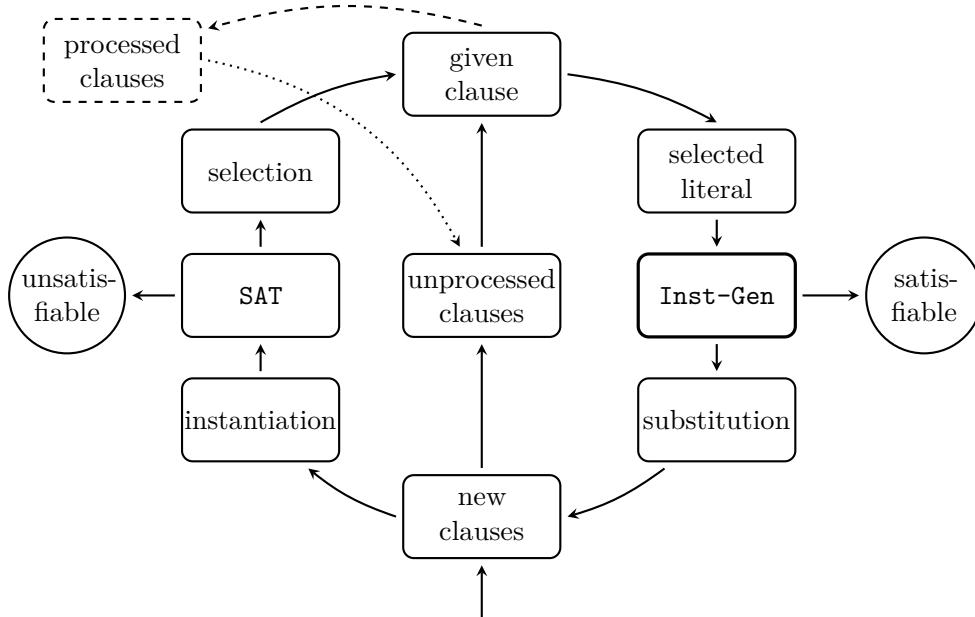 processed
clauses
given
clause
selection
selected
literal
unsatis-
fiable
SAT
unprocessed
clauses
Inst-Gen
satis-
fiable
instantiation
substitution
new
clauses